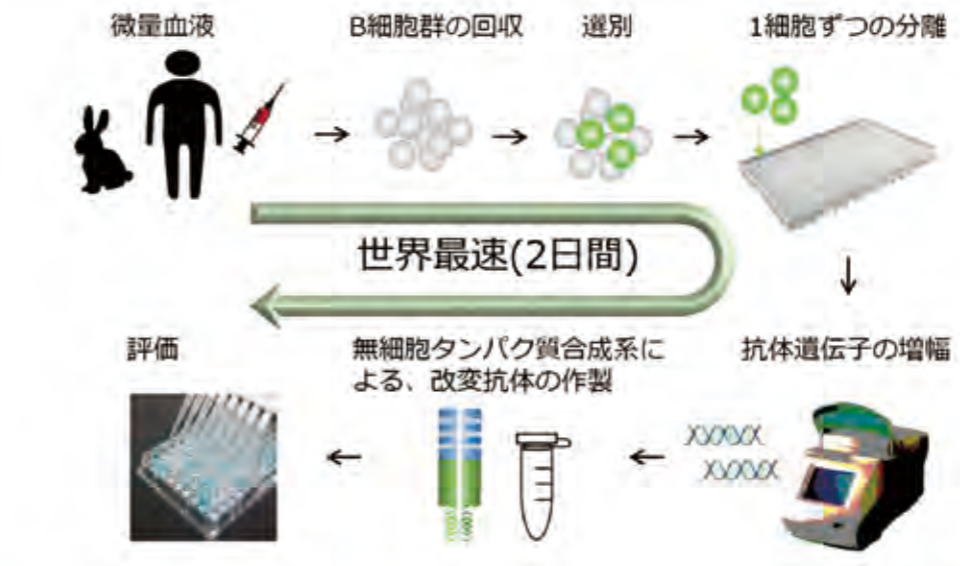 微量血液
B細胞群の回収
選別
1細胞ずつの分離
世界最速(2日間)
評価
無細胞タンパク質合成系に
よる、改変抗体の作製
抗体遺伝子の増幅